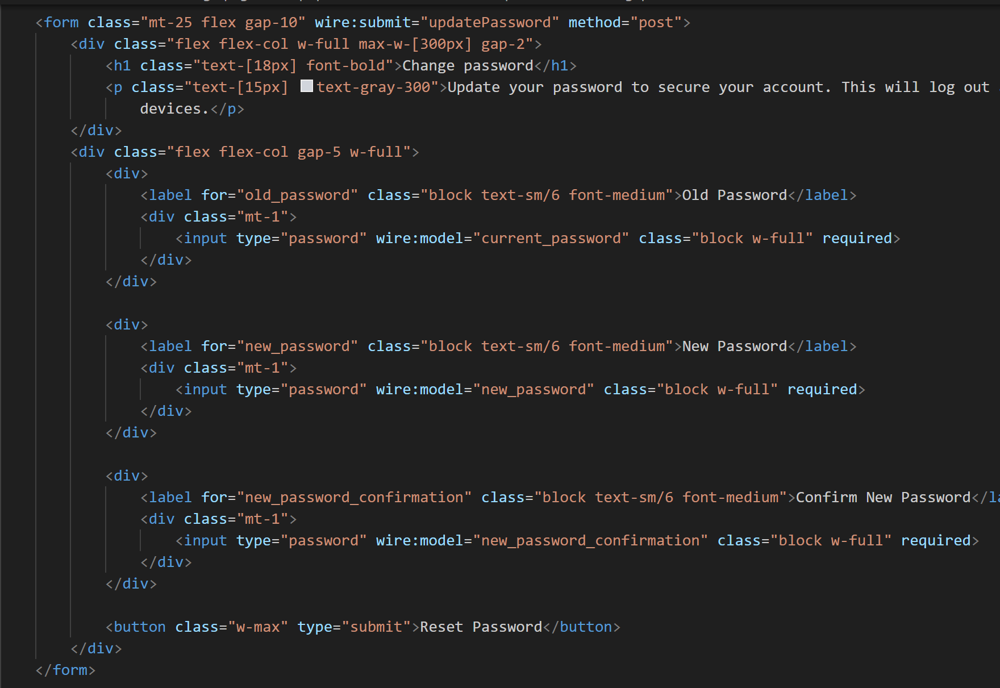 <form class="mt-25 flex gap-10" wire:submit="updatePassword" method="post">
<div class="flex flex-col w-full max-w-[300px] gap-2">
<h1 class="text-[18px] font-bold">Change password</h1>
<p class="text-[15px] text-gray-300">Update your password to secure your account. This will log out
devices.</p>
</div>
<div class="flex flex-col gap-5 w-full">
<div>
<label for="old_password" class="block text-sm/6 font-medium">Old Password</label>
<div class="mt-1">
<input type="password" wire:model="current_password" class="block w-full" required>
</div>
</div>
<div>
<label for="new_password" class="block text-sm/6 font-medium">New Password</label>
<div class="mt-1">
<input type="password" wire:model="new_password" class="block w-full" required>
</div>
</div>
<div>
<label for="new_password_confirmation" class="block text-sm/6 font-medium">Confirm New Password</la
<div class="mt-1">
<input type="password" wire:model="new_password_confirmation" class="block w-full" required>
</div>
</div>
<button class="w-max" type="submit">Reset Password</button>
</div>
</form>